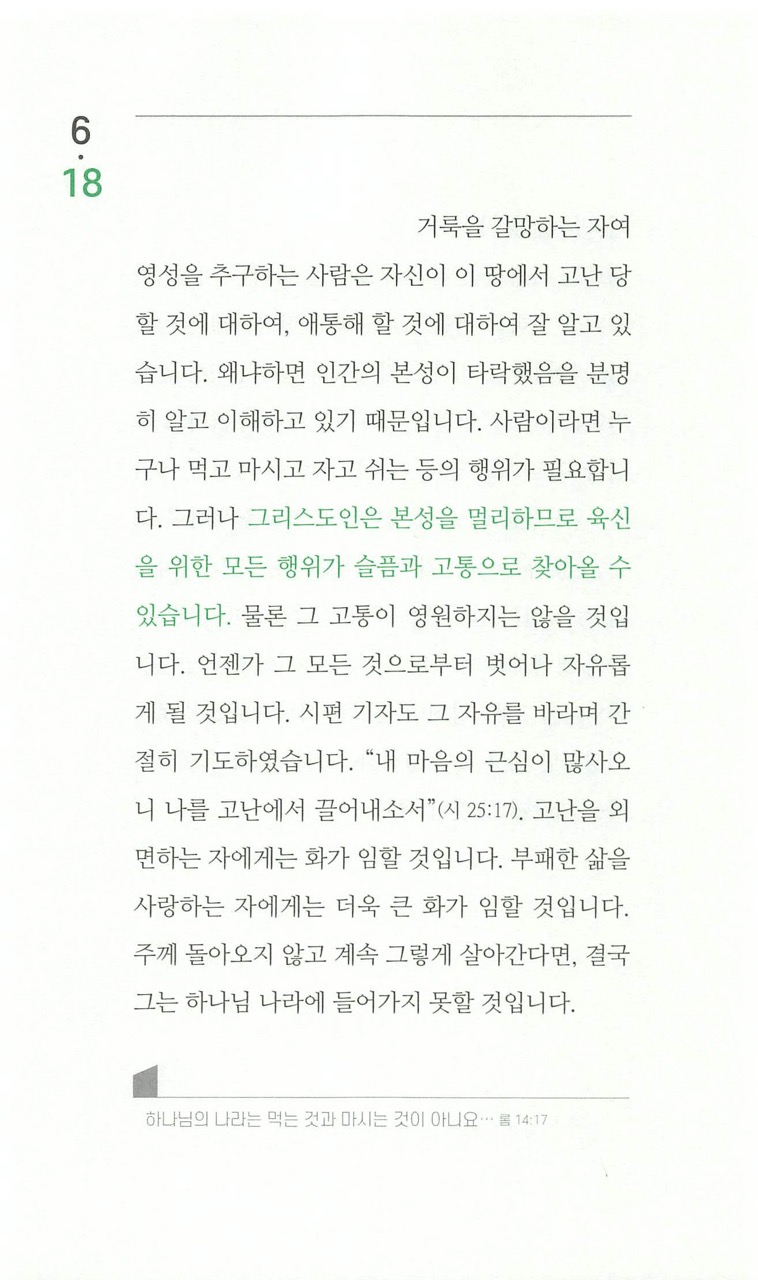 6
·
18
거룩을 갈망하는 자여
영성을 추구하는 사람은 자신이 이 땅에서 고난 당
할 것에 대하여, 애통해 할 것에 대하여 잘 알고 있
습니다. 왜냐하면 인간의 본성이 타락했음을 분명
히 알고 이해하고 있기 때문입니다. 사람이라면 누
구나 먹고 마시고 자고 쉬는 등의 행위가 필요합니
다. 그러나 그리스도인은 본성을 멀리하므로 육신
을 위한 모든 행위가 슬픔과 고통으로 찾아올 수
있습니다. 물론 그 고통이 영원하지는 않을 것입
니다. 언젠가 그 모든 것으로부터 벗어나 자유롭
게 될 것입니다. 시편 기자도 그 자유를 바라며 간
절히 기도하였습니다. “내 마음의 근심이 많사오
니 나를 고난에서 끌어내소서”(시 25:17). 고난을 외
면하는 자에게는 화가 임할 것입니다. 부패한 삶을
사랑하는 자에게는 더욱 큰 화가 임할 것입니다.
주께 돌아오지 않고 계속 그렇게 살아간다면, 결국
그는 하나님 나라에 들어가지 못할 것입니다.
하나님의 나라는 먹는 것과 마시는 것이 아니요… 롬 14:17